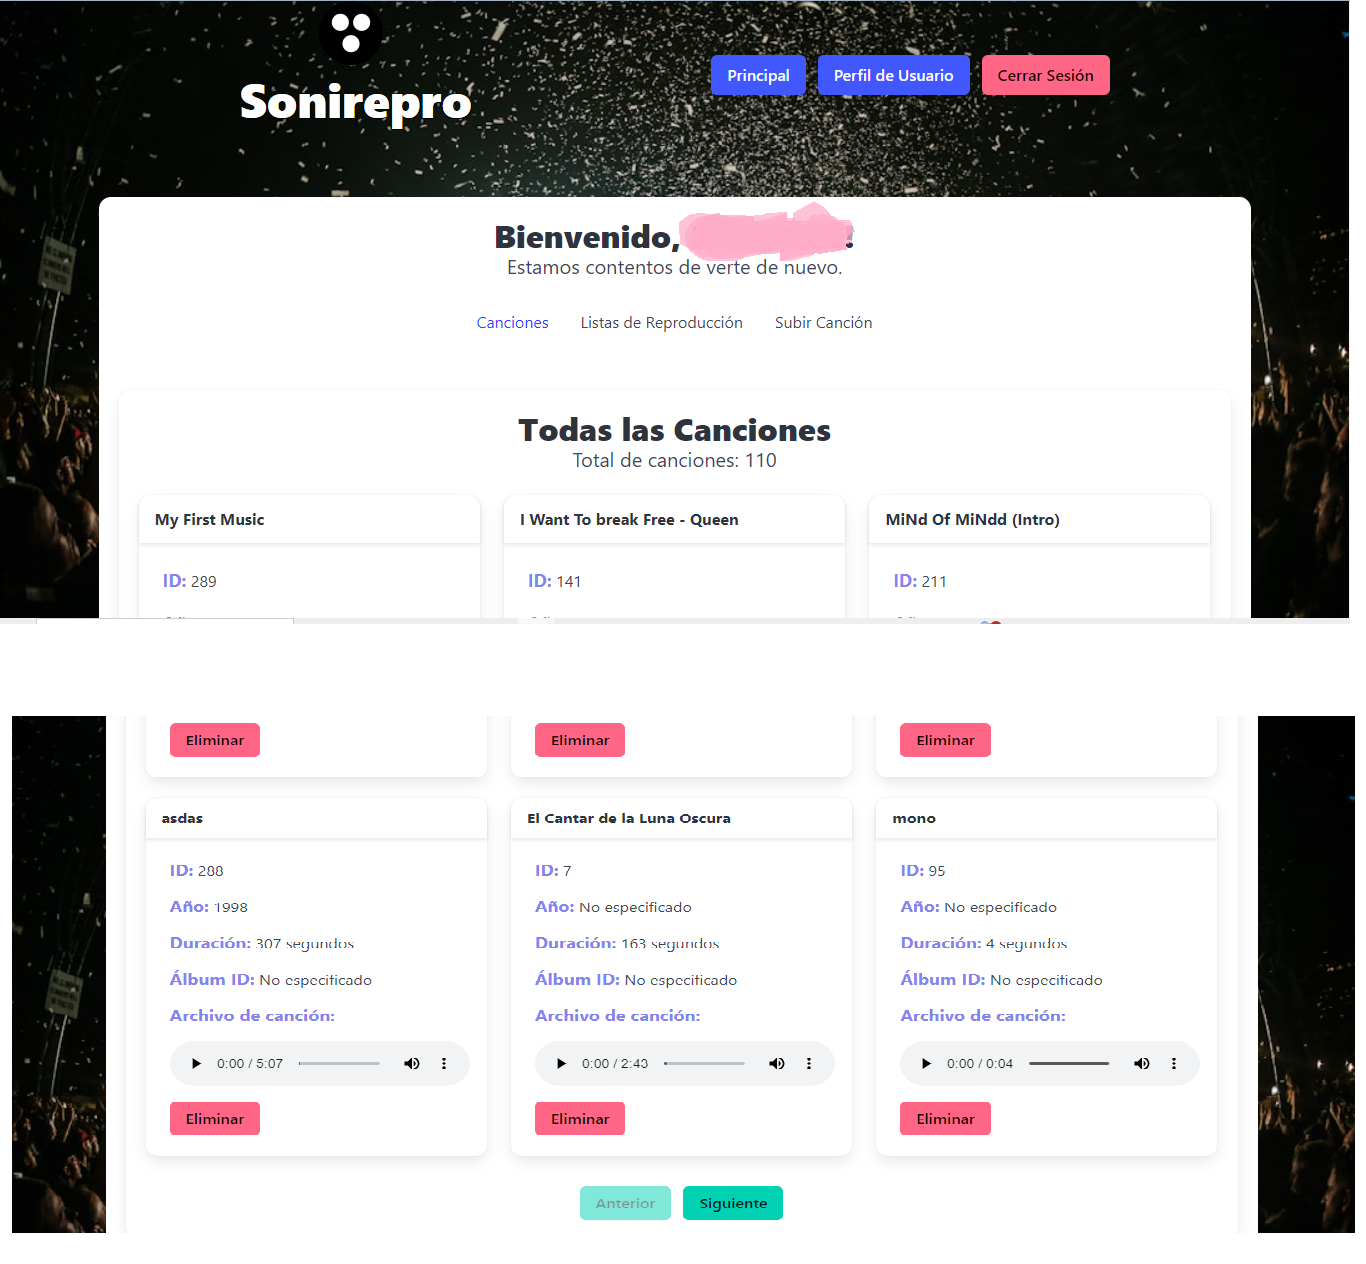 Sonirepro
Principal Perfil de Usuario Cerrar Sesión
Bienvenido, !
Estamos contentos de verte de nuevo.
Canciones Listas de Reproducción Subir Canción
Todas las Canciones
Total de canciones: 110
My First Music I Want To break Free - Queen MiNd Of MiNdd (Intro)
ID: 289 ID: 141 ID: 211
Eliminar Eliminar Eliminar
asdas El Cantar de la Luna Oscura mono
ID: 288 ID: 7 ID: 95
Año: 1998 Año: No especificado Año: No especificado
Duración: 307 segundos Duración: 163 segundos Duración: 4 segundos
Álbum ID: No especificado Álbum ID: No especificado Álbum ID: No especificado
Archivo de canción: Archivo de canción: Archivo de canción:
0:00 / 5:07 0:00 / 2:43 0:00 / 0:04
Eliminar Eliminar Eliminar
Anterior Siguiente